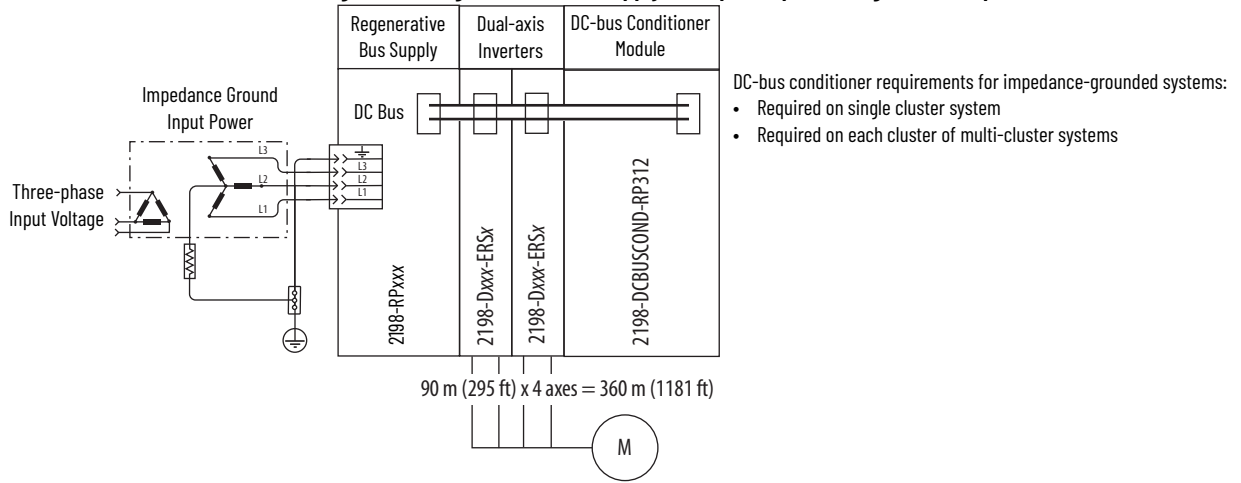 Regenerative
Bus Supply
Dual-axis
Inverters
DC-bus Conditioner
Module
DC-bus conditioner requirements for impedance-grounded systems:
• Required on single cluster system
• Required on each cluster of multi-cluster systems
Impedance Ground
Input Power
DC Bus
L3
L2
L1
L3
L2
L1
Three-phase
Input Voltage
2198-RPxxx
2198-Dxxx-ERSx
2198-Dxxx-ERSx
2198-DCBUSCOND-RP312
90 m (295 ft) x 4 axes = 360 m (1181 ft)
M